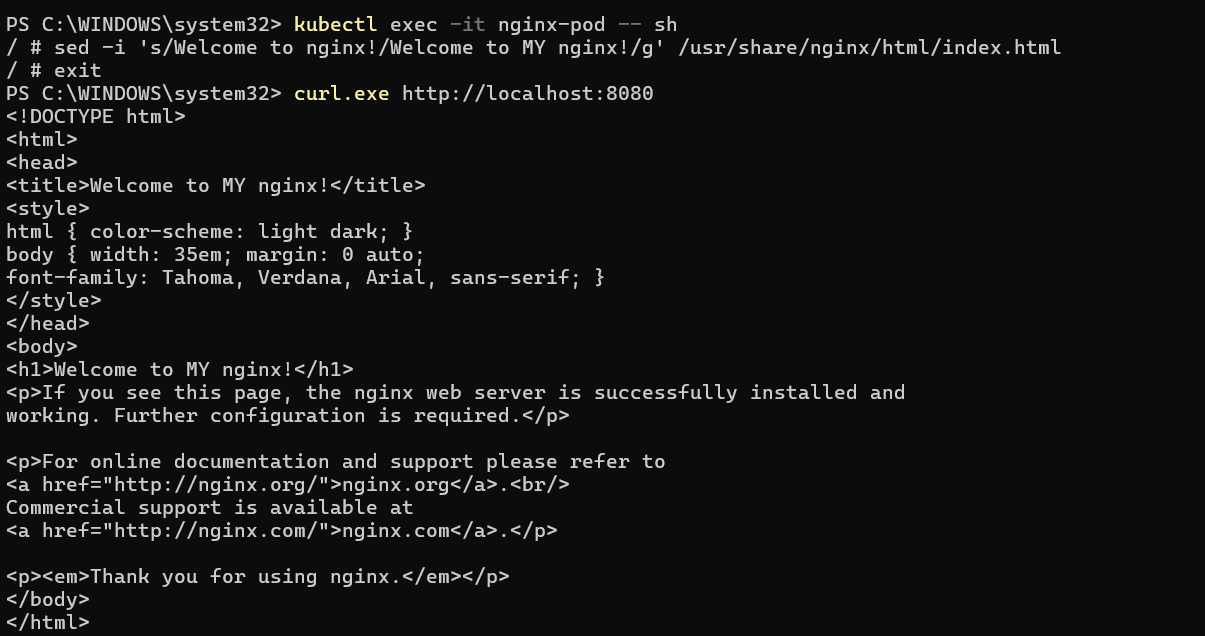 PS C:\WINDOWS\system32> kubectl exec -it nginx-pod -- sh
/ # sed -i 's/Welcome to nginx!/Welcome to MY nginx!/g' /usr/share/nginx/html/index.html
/ # exit
PS C:\WINDOWS\system32> curl.exe http://localhost:8080
<!DOCTYPE html>
<html>
<head>
<title>Welcome to MY nginx!</title>
<style>
html { color-scheme: light dark; }
body { width: 35em; margin: 0 auto;
font-family: Tahoma, Verdana, Arial, sans-serif; }
</style>
</head>
<body>
<h1>Welcome to MY nginx!</h1>
<p>If you see this page, the nginx web server is successfully installed and
working. Further configuration is required.</p>

<p>For online documentation and support please refer to
<a href="http://nginx.org/">nginx.org</a>.<br/>
Commercial support is available at
<a href="http://nginx.com/">nginx.com</a>.</p>

<p><em>Thank you for using nginx.</em></p>
</body>
</html>